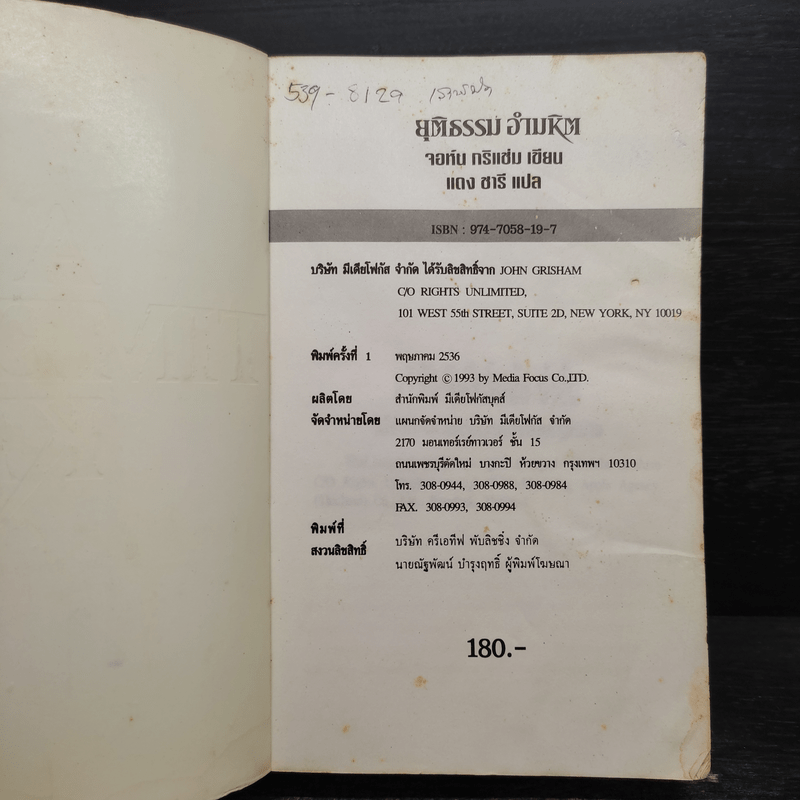 539-8129
ยุติธรรม อำมหิต
จอห์น กริแช่ม เขียน
แดง ชารี แปล
ISBN : 974-7058-19-7
บริษัท มีเดียโฟกัส จำกัด ได้รับลิขสิทธิ์จาก JOHN GRISHAM
C/O RIGHTS UNLIMITED,
101 WEST 55th STREET, SUITE 2D, NEW YORK, NY 10019
พิมพ์ครั้งที่ 1 พฤษภาคม 2536
Copyright © 1993 by Media Focus Co.,LTD.
ผลิตโดย สำนักพิมพ์ มีเดียโฟกัสบุคส์
จัดจำหน่ายโดย แผนกจัดจำหน่าย บริษัท มีเดียโฟกัส จำกัด
2170 มอนเทอร์เรย์ทาวเวอร์ ชั้น 15
ถนนเพชรบุรีตัดใหม่ บางกะปิ ห้วยขวาง กรุงเทพฯ 10310
โทร. 308-0944, 308-0988, 308-0984
FAX. 308-0993, 308-0994
พิมพ์ที่ บริษัท ครีเอทีฟ พับลิชชิ่ง จำกัด
สงวนลิขสิทธิ์ นายณัฐพัฒน์ บำรุงฤทธิ์ ผู้พิมพ์โฆษณา
180.-